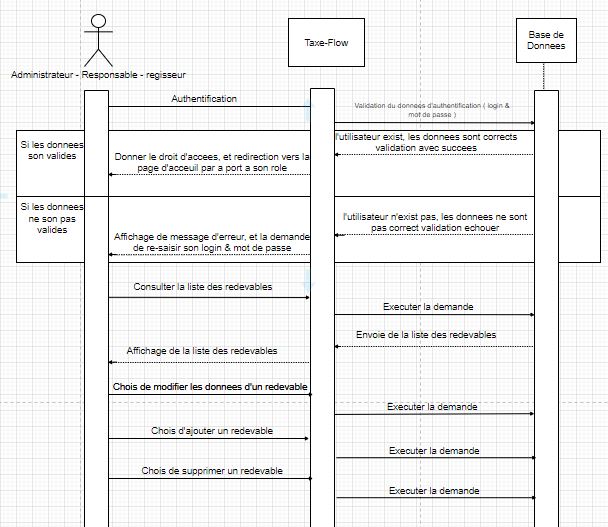 Taxe-Flow
Base de
Donnees
Administrateur - Responsable - regisseur
Authentification
Validation du donnees d'authentification ( login &
mot de passe )
Si les donnees
son valides
l'utilisateur exist, les donnees sont corrects
validation avec succees
Donner le droit d'accees, et redirection vers la
page d'acceuil par a port a son role
Si les donnees
ne son pas
valides
l'utilisateur n'exist pas, les donnees ne sont
pas correct validation echouer
Affichage de message d'erreur, et la demande
de re-saisir son login & mot de passe
Consulter la liste des redevables
Executer la demande
Envoie de la liste des redevables
Affichage de la liste des redevables
Chois de modifier les donnees d'un redevable
Executer la demande
Chois d'ajouter un redevable
Executer la demande
Chois de supprimer un redevable
Executer la demande